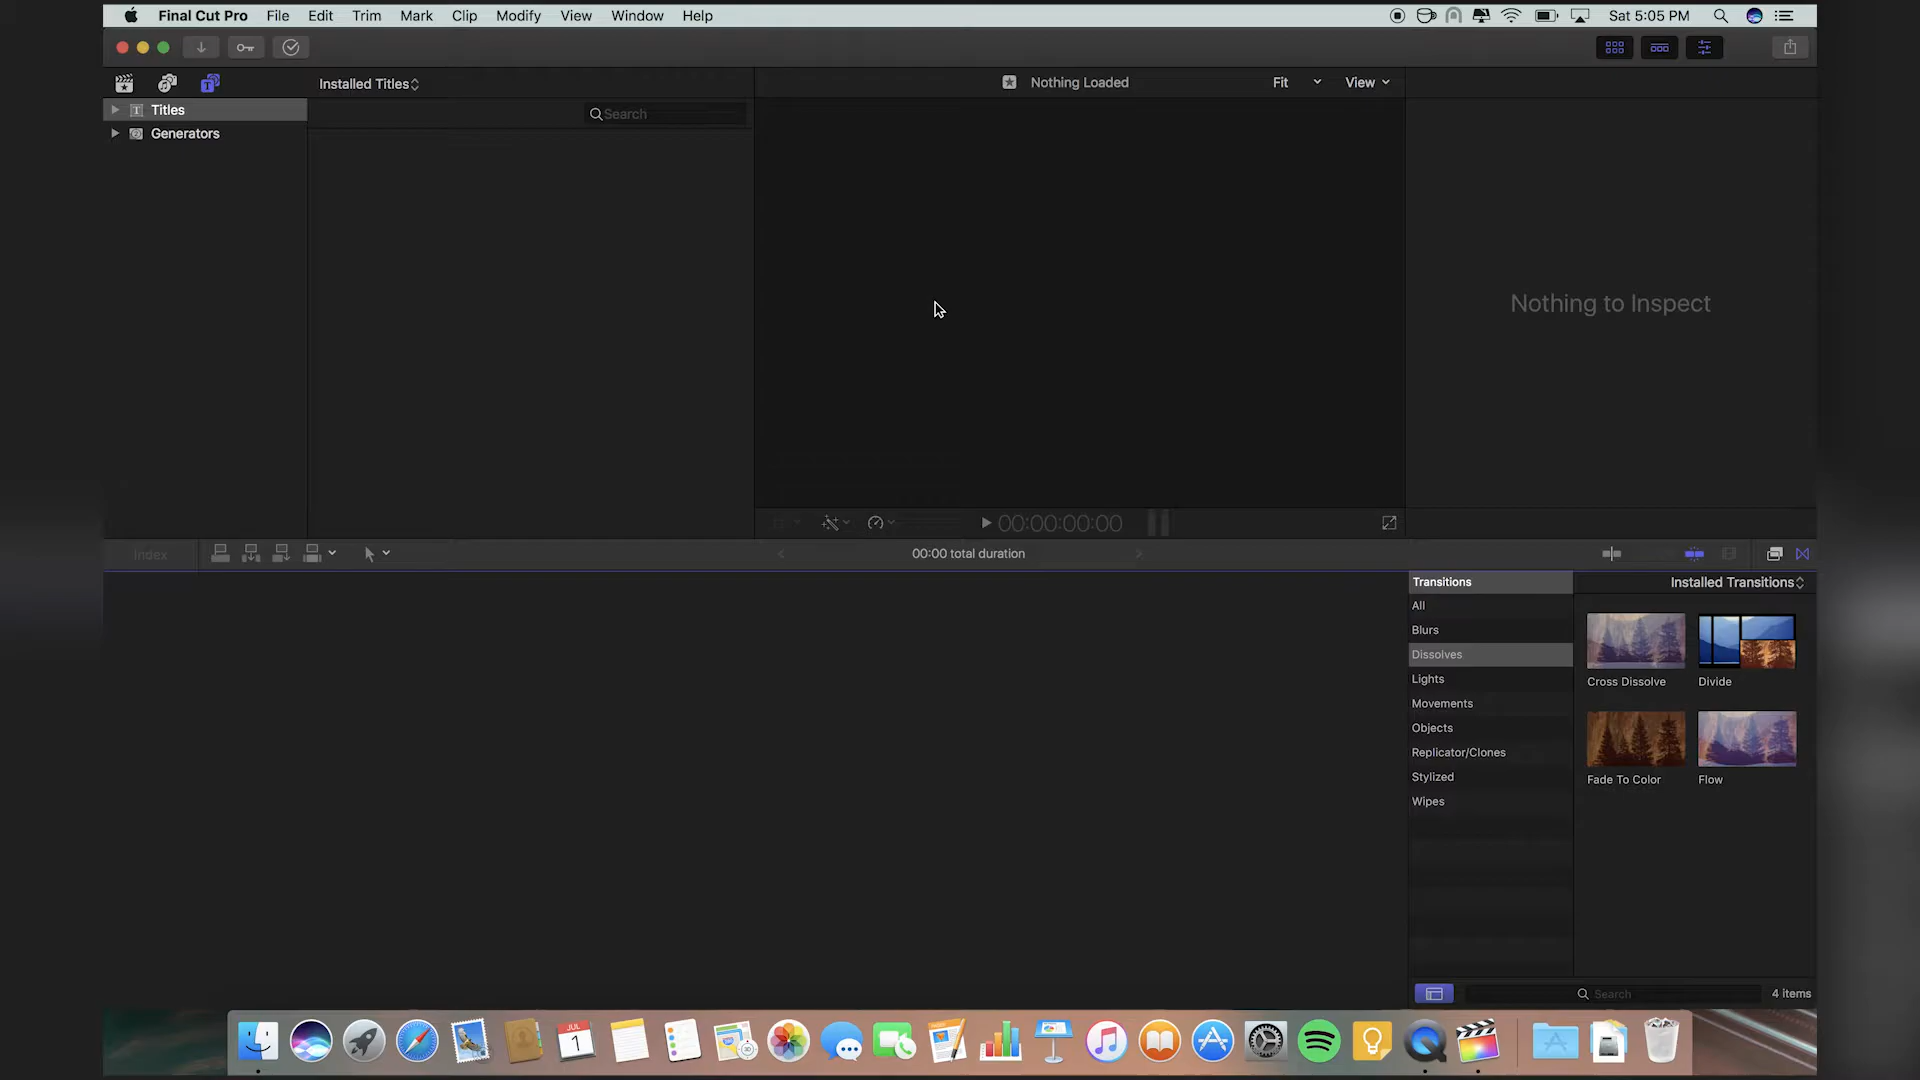 Final Cut Pro File Edit Trim Mark Clip Modify View Window Help Sat 5:05 PM
Installed Titles Nothing Loaded Fit View
Titles
Search
Generators
Nothing to Inspect
00:00:00:00
Index 00:00 total duration
Transitions Installed Transitions
All
Blurs
Dissolves
Lights
Movements
Objects
Replicator/Clones
Stylized
Wipes
Cross Dissolve Divide
Fade To Color Flow
Search 4 items
JUL
1